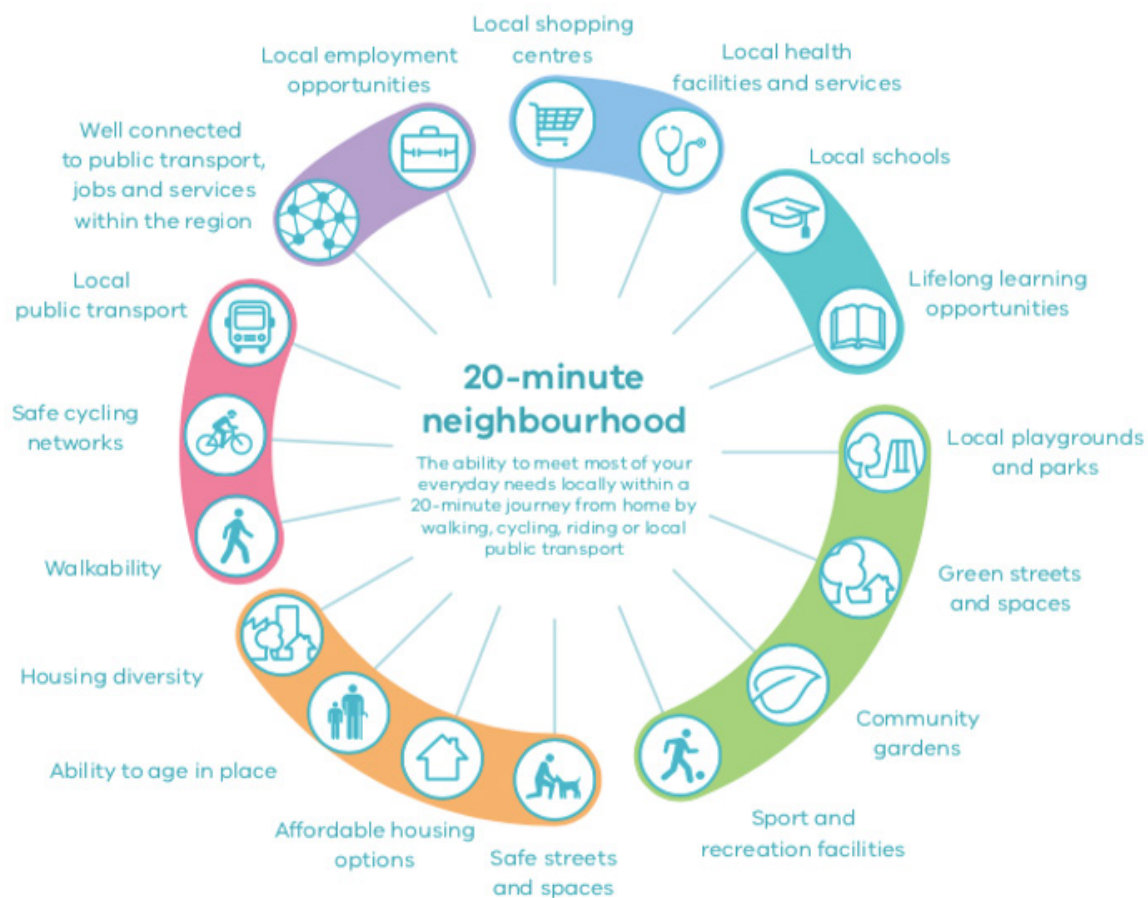 Local shopping
centres
Local health
facilities and services
Local schools
Lifelong learning
opportunities
Local playgrounds
and parks
Green streets
and spaces
Community
gardens
Sport and
recreation facilities
Safe streets
and spaces
Affordable housing
options
Ability to age in place
Housing diversity
Walkability
Safe cycling
networks
Local
public transport
Well connected
to public transport,
jobs and services
within the region
Local employment
opportunities
20-minute
neighbourhood
The ability to meet most of your
everyday needs locally within a
20-minute journey from home by
walking, cycling, riding or local
public transport